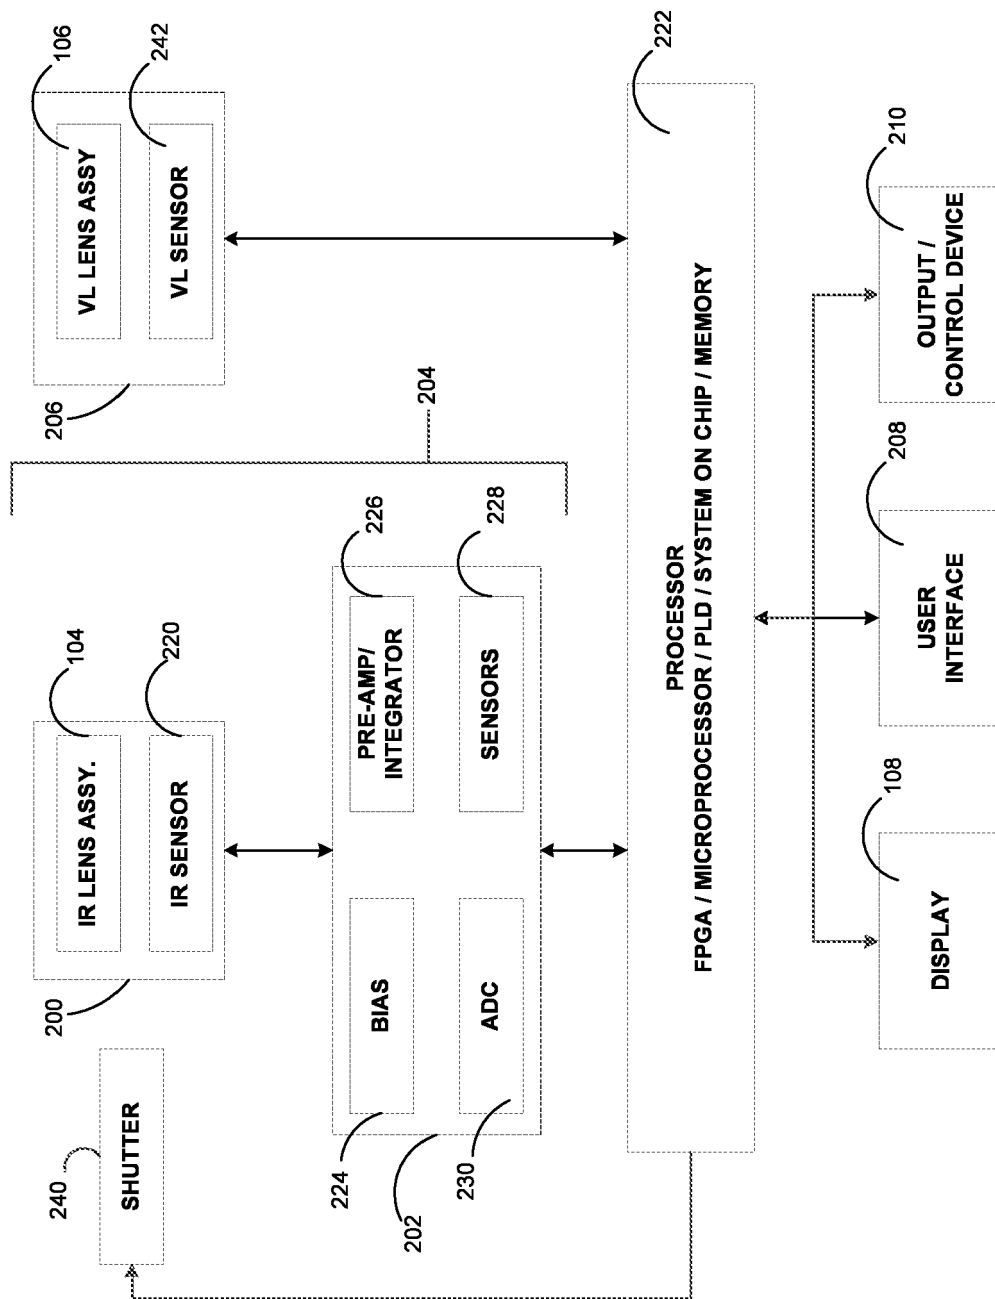 240
SHUTTER
200
IR LENS ASSY.
104
IR SENSOR
220
206
VL LENS ASSY
106
VL SENSOR
242
204
224
BIAS
PRE-AMP/
INTEGRATOR
226
202
230
ADC
SENSORS
228
222
PROCESSOR
FPGA / MICROPROCESSOR / PLD / SYSTEM ON CHIP / MEMORY
DISPLAY
108
USER
INTERFACE
208
OUTPUT /
CONTROL DEVICE
210